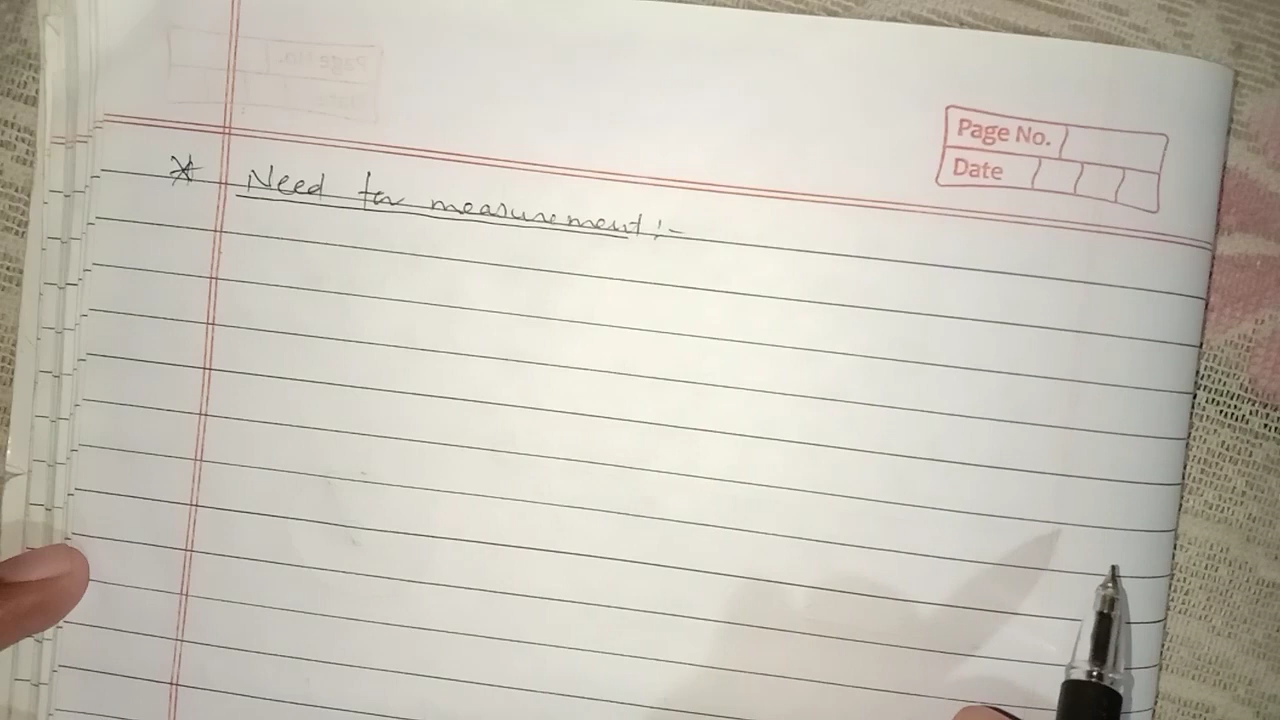 Page No.
Date
* Need for measurement :-